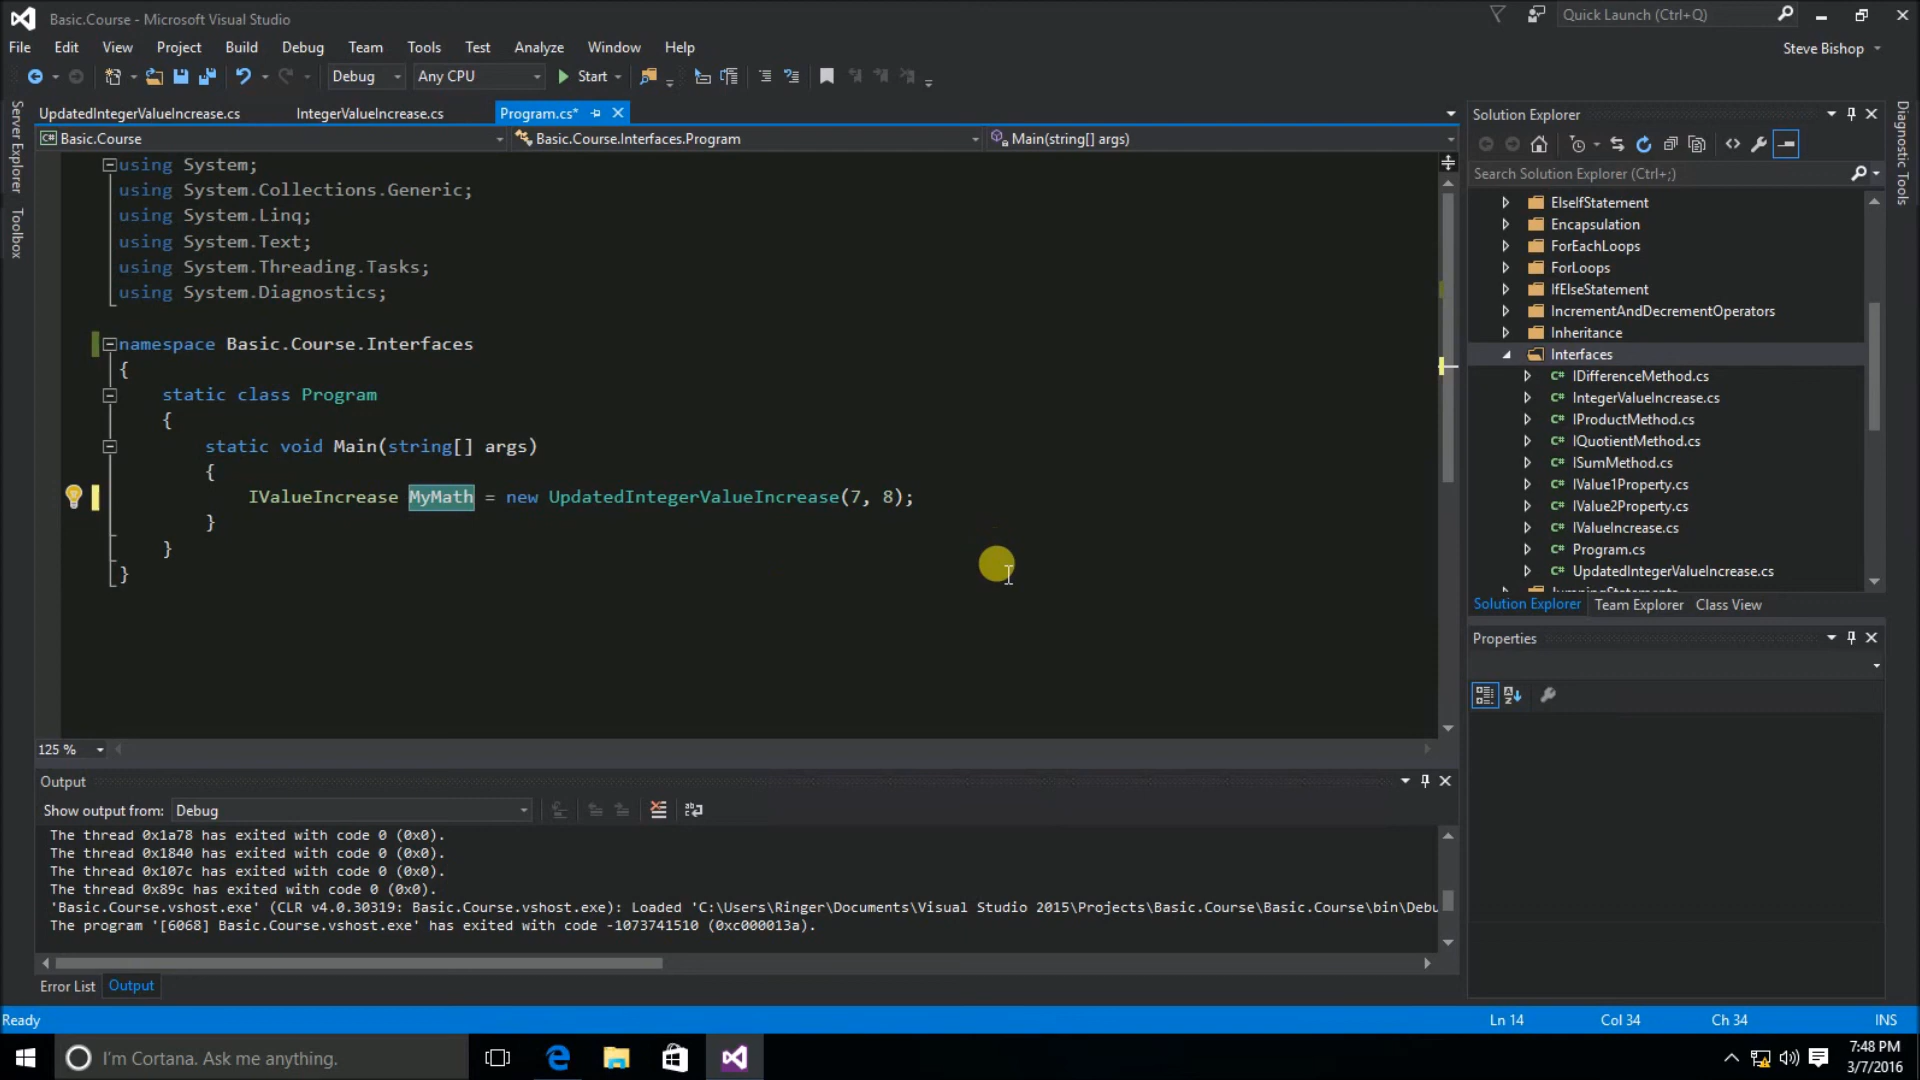 Basic.Course - Microsoft Visual Studio
Quick Launch (Ctrl+Q)
File Edit View Project Build Debug Team Tools Test Analyze Window Help
Steve Bishop
Debug Any CPU Start
Server Explorer
Toolbox
UpdatedIntegerValueIncrease.cs IntegerValueIncrease.cs Program.cs*
Basic.Course Basic.Course.Interfaces.Program Main(string[] args)
using System;
using System.Collections.Generic;
using System.Linq;
using System.Text;
using System.Threading.Tasks;
using System.Diagnostics;
namespace Basic.Course.Interfaces
{
static class Program
{
static void Main(string[] args)
{
IValueIncrease MyMath = new UpdatedIntegerValueIncrease(7, 8);
}
}
}
125 %
Output
Show output from: Debug
The thread 0x1a78 has exited with code 0 (0x0).
The thread 0x1840 has exited with code 0 (0x0).
The thread 0x107c has exited with code 0 (0x0).
The thread 0x89c has exited with code 0 (0x0).
'Basic.Course.vshost.exe' (CLR v4.0.30319: Basic.Course.vshost.exe): Loaded 'C:\Users\Ringer\Documents\Visual Studio 2015\Projects\Basic.Course\Basic.Course\bin\Debu
The program '[6068] Basic.Course.vshost.exe' has exited with code -1073741510 (0xc000013a).
Error List Output
Solution Explorer
Search Solution Explorer (Ctrl+;)
ElseIfStatement
Encapsulation
ForEachLoops
ForLoops
IfElseStatement
IncrementAndDecrementOperators
Inheritance
Interfaces
C# IDifferenceMethod.cs
C# IntegerValueIncrease.cs
C# IProductMethod.cs
C# IQuotientMethod.cs
C# ISumMethod.cs
C# IValue1Property.cs
C# IValue2Property.cs
C# IValueIncrease.cs
C# Program.cs
C# UpdatedIntegerValueIncrease.cs
JumpingStatements
Solution Explorer Team Explorer Class View
Properties
Diagnostic Tools
Ready Ln 14 Col 34 Ch 34 INS
I'm Cortana. Ask me anything.
7:48 PM
3/7/2016